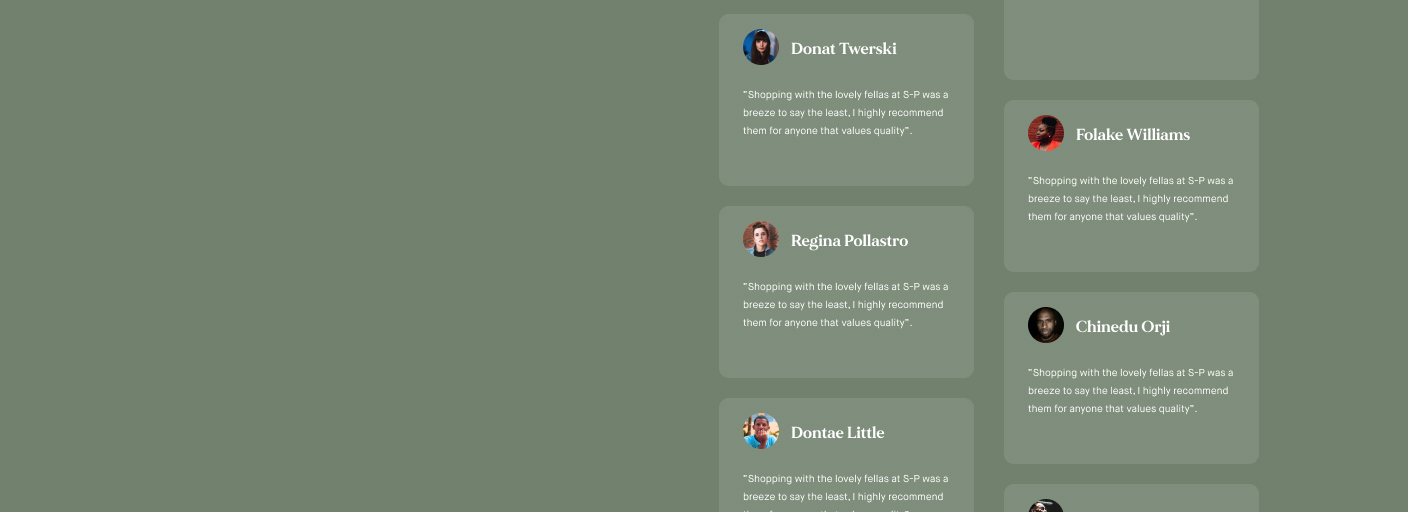 Donat Twerski
"Shopping with the lovely fellas at S-P was a
breeze to say the least, I highly recommend
them for anyone that values quality".
Regina Pollastro
"Shopping with the lovely fellas at S-P was a
breeze to say the least, I highly recommend
them for anyone that values quality".
Dontae Little
"Shopping with the lovely fellas at S-P was a
breeze to say the least, I highly recommend
Folake Williams
"Shopping with the lovely fellas at S-P was a
breeze to say the least, I highly recommend
them for anyone that values quality".
Chinedu Orji
"Shopping with the lovely fellas at S-P was a
breeze to say the least, I highly recommend
them for anyone that values quality".